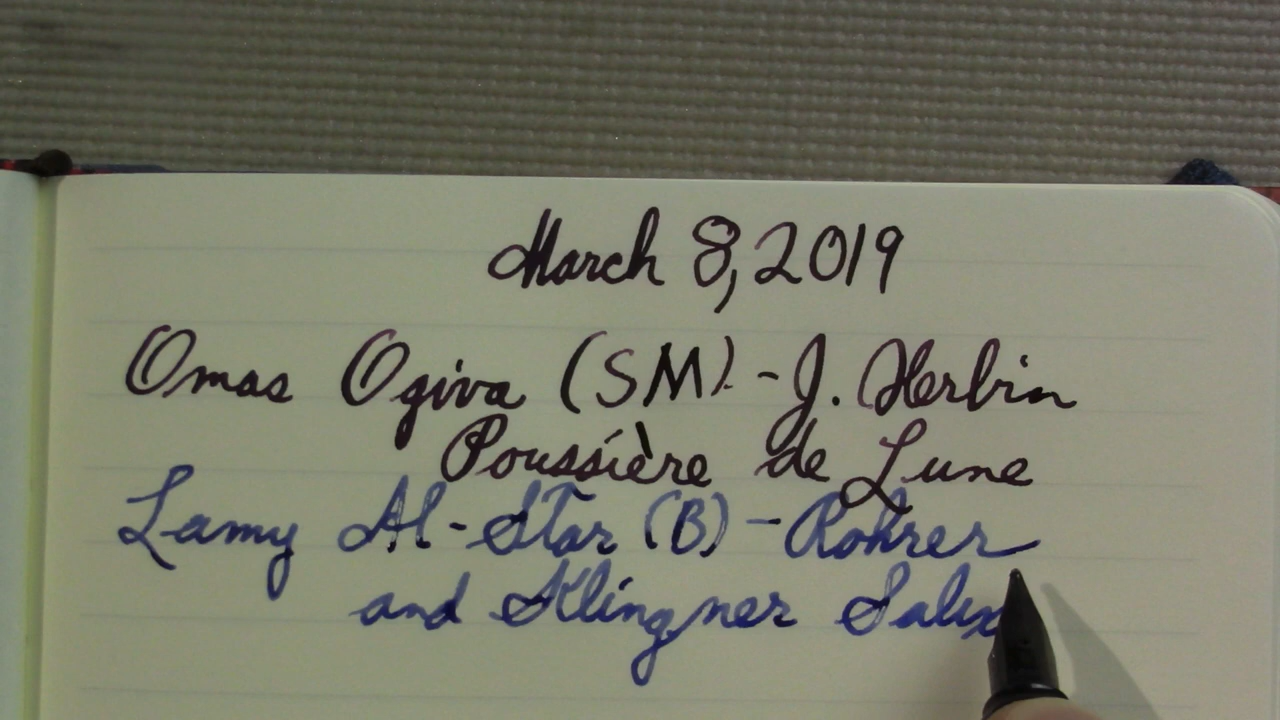 March 8, 2019
Omas Ogiva (SM) - J. Herbin
Poussière de Lune
Lamy Al-Star (B) - Rohrer
and Klingner Salix